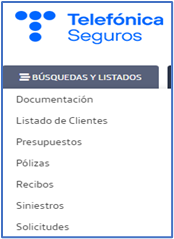 Telefónica
Seguros
BÚSQUEDAS Y LISTADOS
Documentación
Listado de Clientes
Presupuestos
Pólizas
Recibos
Siniestros
Solicitudes